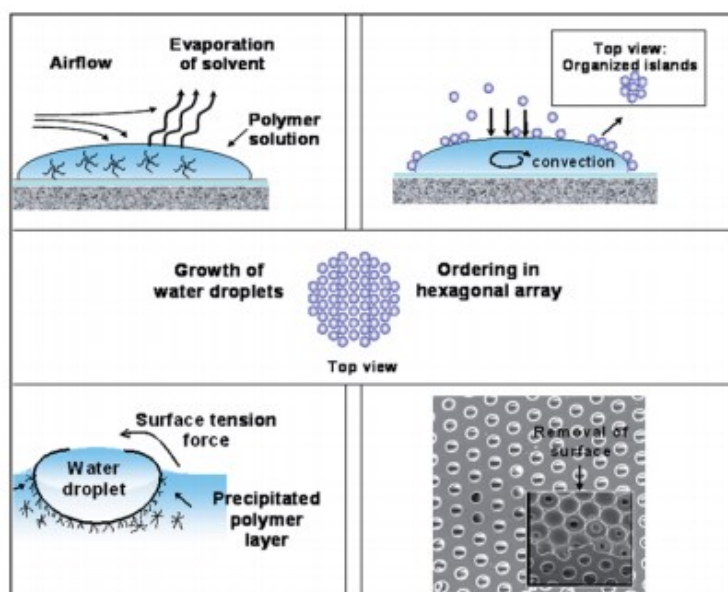 Airflow
Evaporation
of solvent
Polymer
solution
Top view:
Organized islands
convection
Growth of
water droplets
Ordering in
hexagonal array
Top view
Surface tension
force
Water
droplet
Precipitated
polymer
layer
Removal of
surface